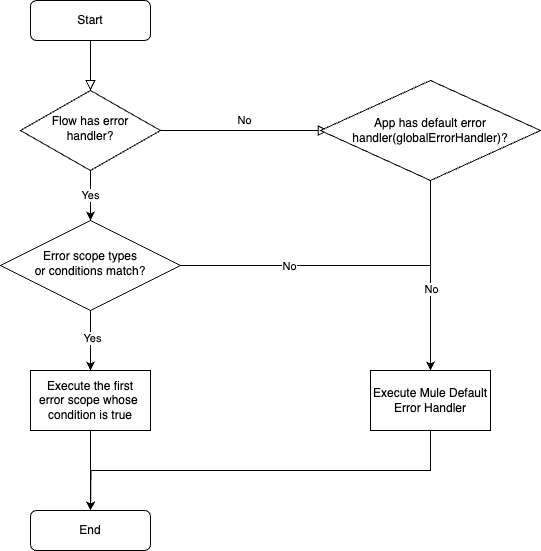 Start
Flow has error
handler?
No
App has default error
handler(globalErrorHandler)?
Yes
Error scope types
or conditions match?
No
No
Yes
Execute the first
error scope whose
condition is true
Execute Mule Default
Error Handler
End